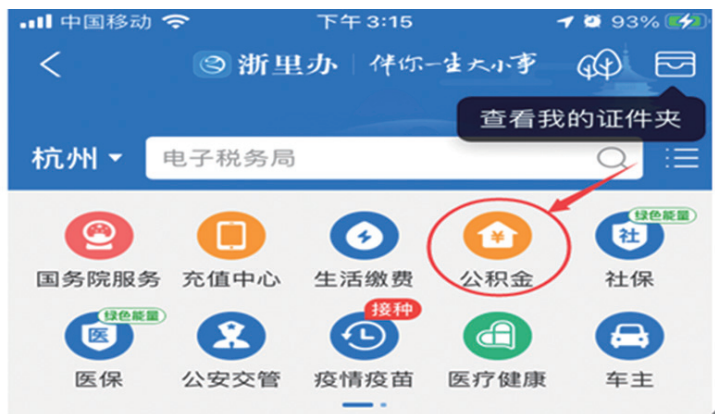 中国移动 下午3:15 93%
浙里办 伴你一生大小事
查看我的证件夹
杭州 电子税务局
绿色能量
社
国务院服务 充值中心 生活缴费 公积金 社保
绿色能量 接种
医
医保 公安交管 疫情疫苗 医疗健康 车主